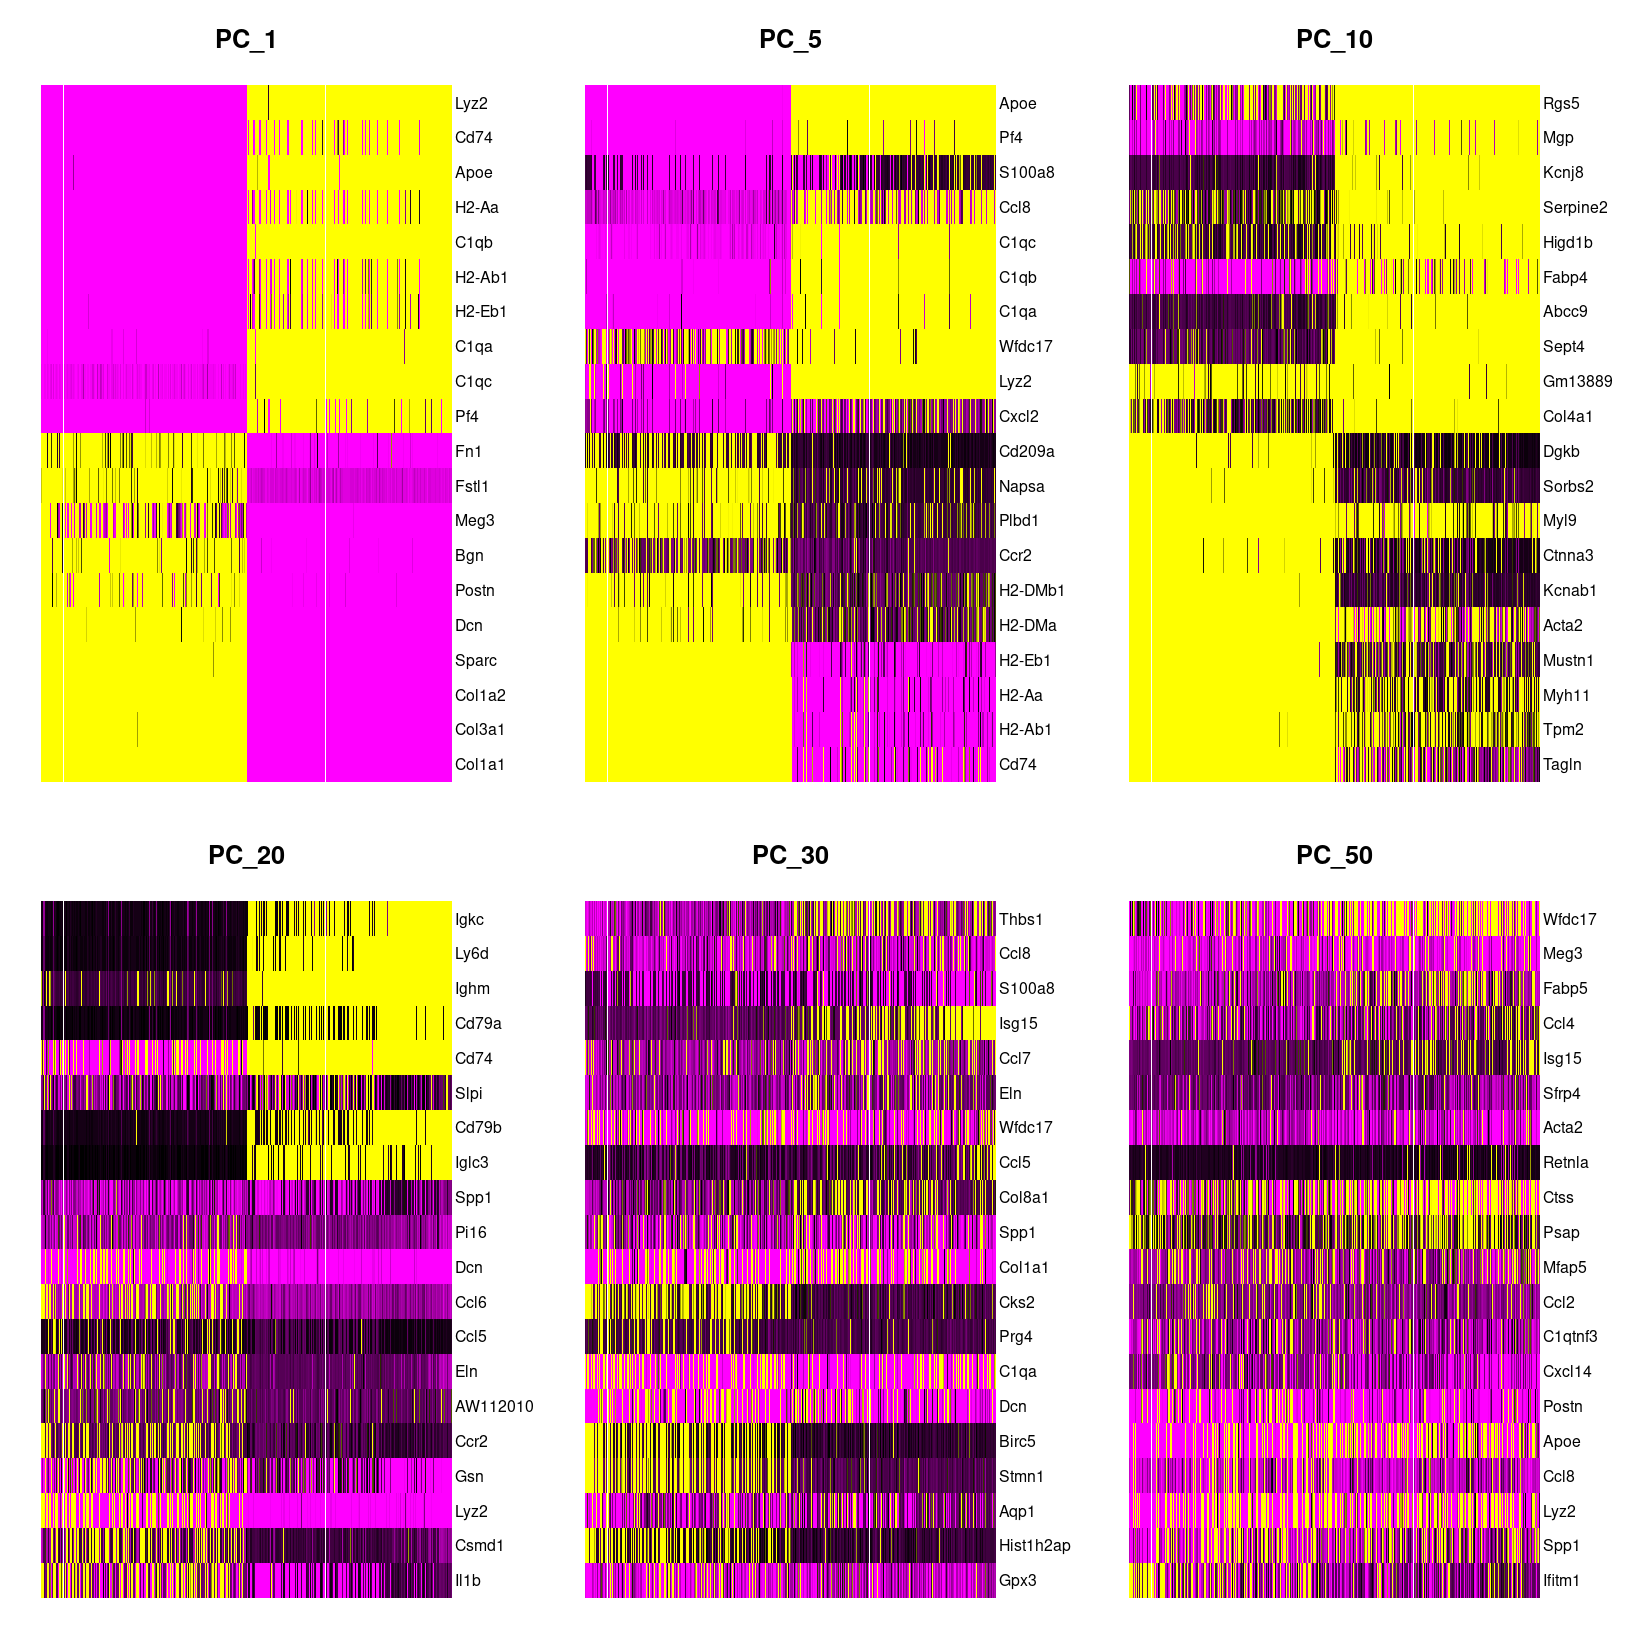 PC_1
Lyz2
Cd74
Apoe
H2-Aa
C1qb
H2-Ab1
H2-Eb1
C1qa
C1qc
Pf4
Fn1
Fstl1
Meg3
Bgn
Postn
Dcn
Sparc
Col1a2
Col3a1
Col1a1
PC_5
Apoe
Pf4
S100a8
Ccl8
C1qc
C1qb
C1qa
Wfdc17
Lyz2
Cxcl2
Cd209a
Napsa
Plbd1
Ccr2
H2-DMb1
H2-DMa
H2-Eb1
H2-Aa
H2-Ab1
Cd74
PC_10
Rgs5
Mgp
Kcnj8
Serpine2
Higd1b
Fabp4
Abcc9
Sept4
Gm13889
Col4a1
Dgkb
Sorbs2
Myl9
Ctnna3
Kcnab1
Acta2
Mustn1
Myh11
Tpm2
Tagln
PC_20
Igkc
Ly6d
Ighm
Cd79a
Cd74
Slpi
Cd79b
Iglc3
Spp1
Pi16
Dcn
Ccl6
Ccl5
Eln
AW112010
Ccr2
Gsn
Lyz2
Csmd1
Il1b
PC_30
Thbs1
Ccl8
S100a8
Isg15
Ccl7
Eln
Wfdc17
Ccl5
Col8a1
Spp1
Col1a1
Cks2
Prg4
C1qa
Dcn
Birc5
Stmn1
Aqp1
Hist1h2ap
Gpx3
PC_50
Wfdc17
Meg3
Fabp5
Ccl4
Isg15
Sfrp4
Acta2
Retnla
Ctss
Psap
Mfap5
Ccl2
C1qtnf3
Cxcl14
Postn
Apoe
Ccl8
Lyz2
Spp1
Ifitm1